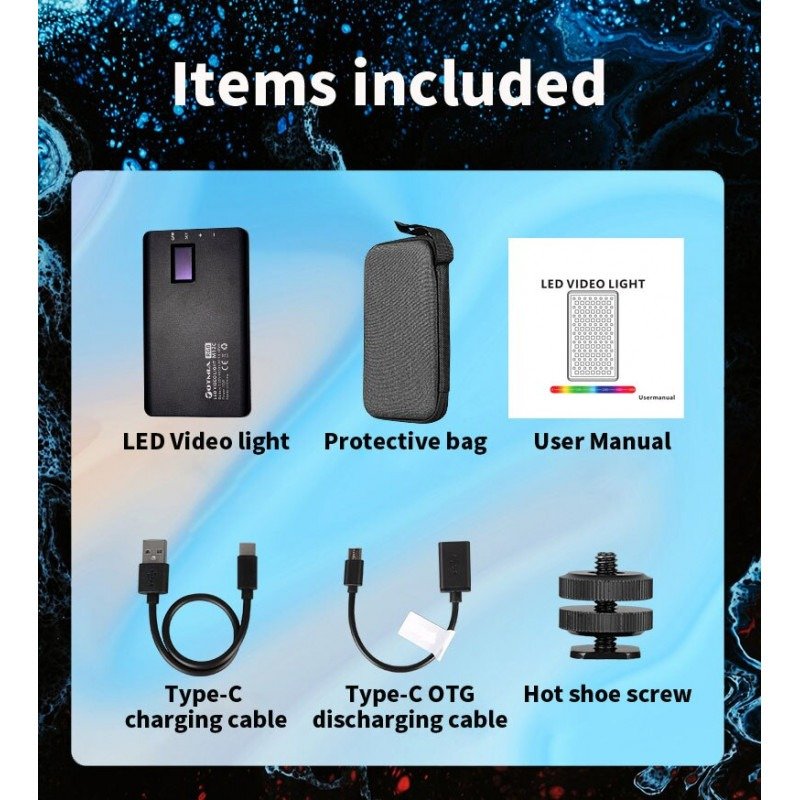 Items included
LED VIDEO LIGHT
Usermanual
LED Video light
Protective bag
User Manual
Type-C
charging cable
Type-C OTG
discharging cable
Hot shoe screw